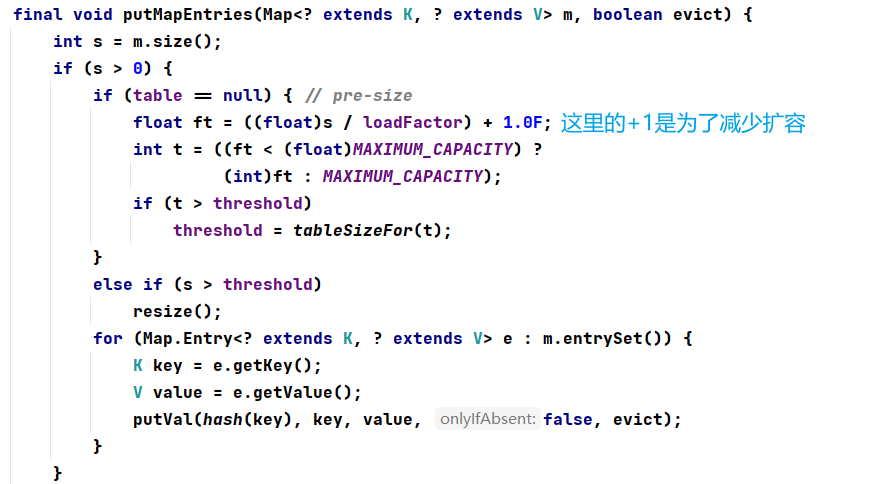 final void putMapEntries(Map<? extends K, ? extends V> m, boolean evict) {
    int s = m.size();
    if (s > 0) {
        if (table == null) { // pre-size
            float ft = ((float)s / loadFactor) + 1.0F; 这里的+1是为了减少扩容
            int t = ((ft < (float)MAXIMUM_CAPACITY) ?
                     (int)ft : MAXIMUM_CAPACITY);
            if (t > threshold)
                threshold = tableSizeFor(t);
        }
        else if (s > threshold)
            resize();
        for (Map.Entry<? extends K, ? extends V> e : m.entrySet()) {
            K key = e.getKey();
            V value = e.getValue();
            putVal(hash(key), key, value, onlyIfAbsent: false, evict);
        }
    }